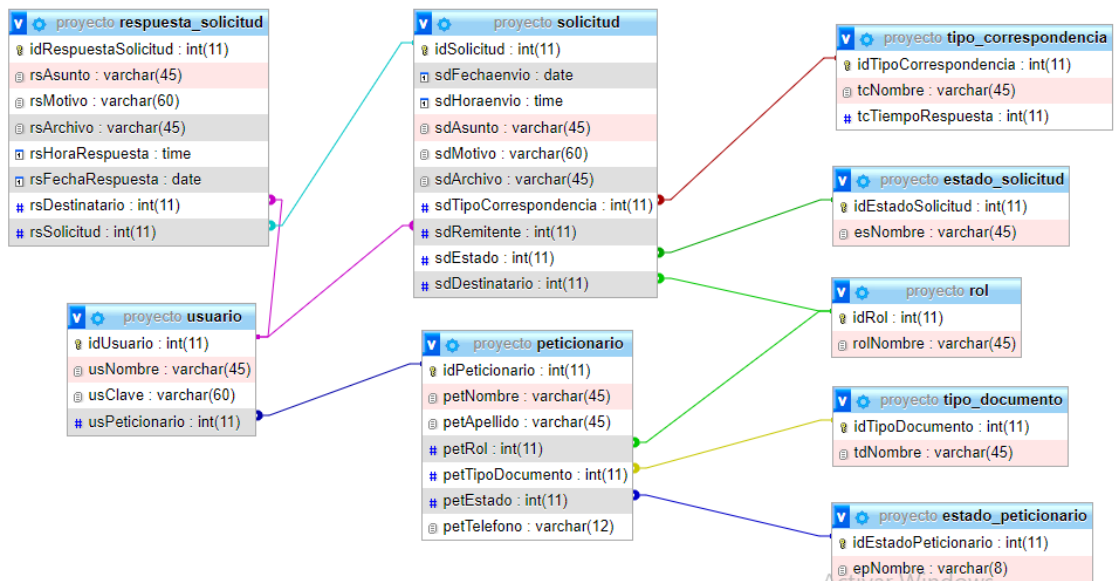 proyecto respuesta_solicitud
idRespuestaSolicitud : int(11)
rsAsunto : varchar(45)
rsMotivo : varchar(60)
rsArchivo : varchar(45)
rsHoraRespuesta : time
rsFechaRespuesta : date
rsDestinatario : int(11)
rsSolicitud : int(11)
proyecto solicitud
idSolicitud : int(11)
sdFechaenvio : date
sdHoraenvio : time
sdAsunto : varchar(45)
sdMotivo : varchar(60)
sdArchivo : varchar(45)
sdTipoCorrespondencia : int(11)
sdRemitente : int(11)
sdEstado : int(11)
sdDestinatario : int(11)
proyecto tipo_correspondencia
idTipoCorrespondencia : int(11)
tcNombre : varchar(45)
tcTiempoRespuesta : int(11)
proyecto estado_solicitud
idEstadoSolicitud : int(11)
esNombre : varchar(45)
proyecto usuario
idUsuario : int(11)
usNombre : varchar(45)
usClave : varchar(60)
usPeticionario : int(11)
proyecto peticionario
idPeticionario : int(11)
petNombre : varchar(45)
petApellido : varchar(45)
petRol : int(11)
petTipoDocumento : int(11)
petEstado : int(11)
petTelefono : varchar(12)
proyecto rol
idRol : int(11)
rolNombre : varchar(45)
proyecto tipo_documento
idTipoDocumento : int(11)
tdNombre : varchar(45)
proyecto estado_peticionario
idEstadoPeticionario : int(11)
epNombre : varchar(8)